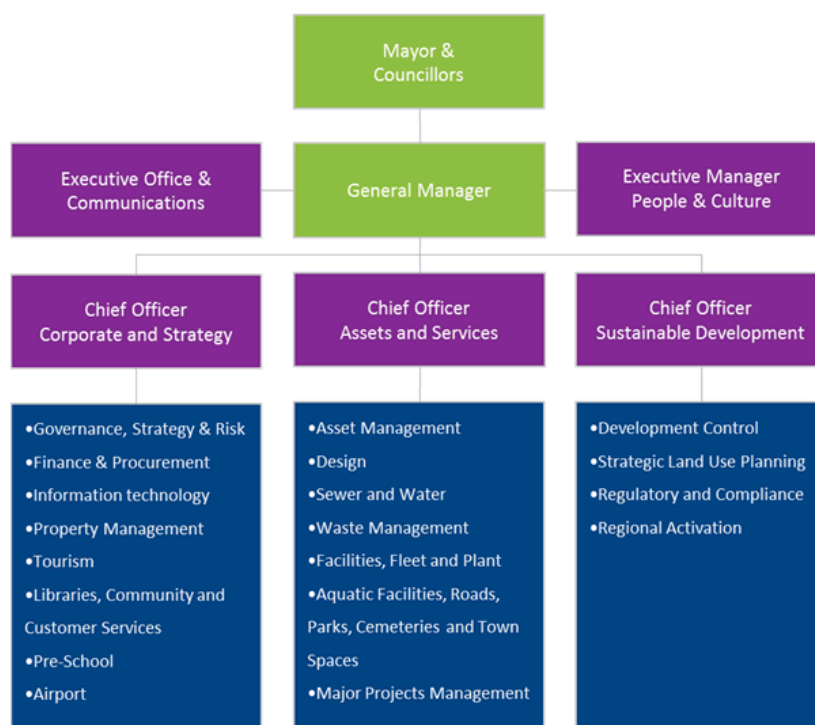 Mayor &
Councillors
Executive Office &
Communications
General Manager
Executive Manager
People & Culture
Chief Officer
Corporate and Strategy
Chief Officer
Assets and Services
Chief Officer
Sustainable Development
•Governance, Strategy & Risk
•Finance & Procurement
•Information technology
•Property Management
•Tourism
•Libraries, Community and
Customer Services
•Pre-School
•Airport
•Asset Management
•Design
•Sewer and Water
•Waste Management
•Facilities, Fleet and Plant
•Aquatic Facilities, Roads,
Parks, Cemeteries and Town
Spaces
•Major Projects Management
•Development Control
•Strategic Land Use Planning
•Regulatory and Compliance
•Regional Activation